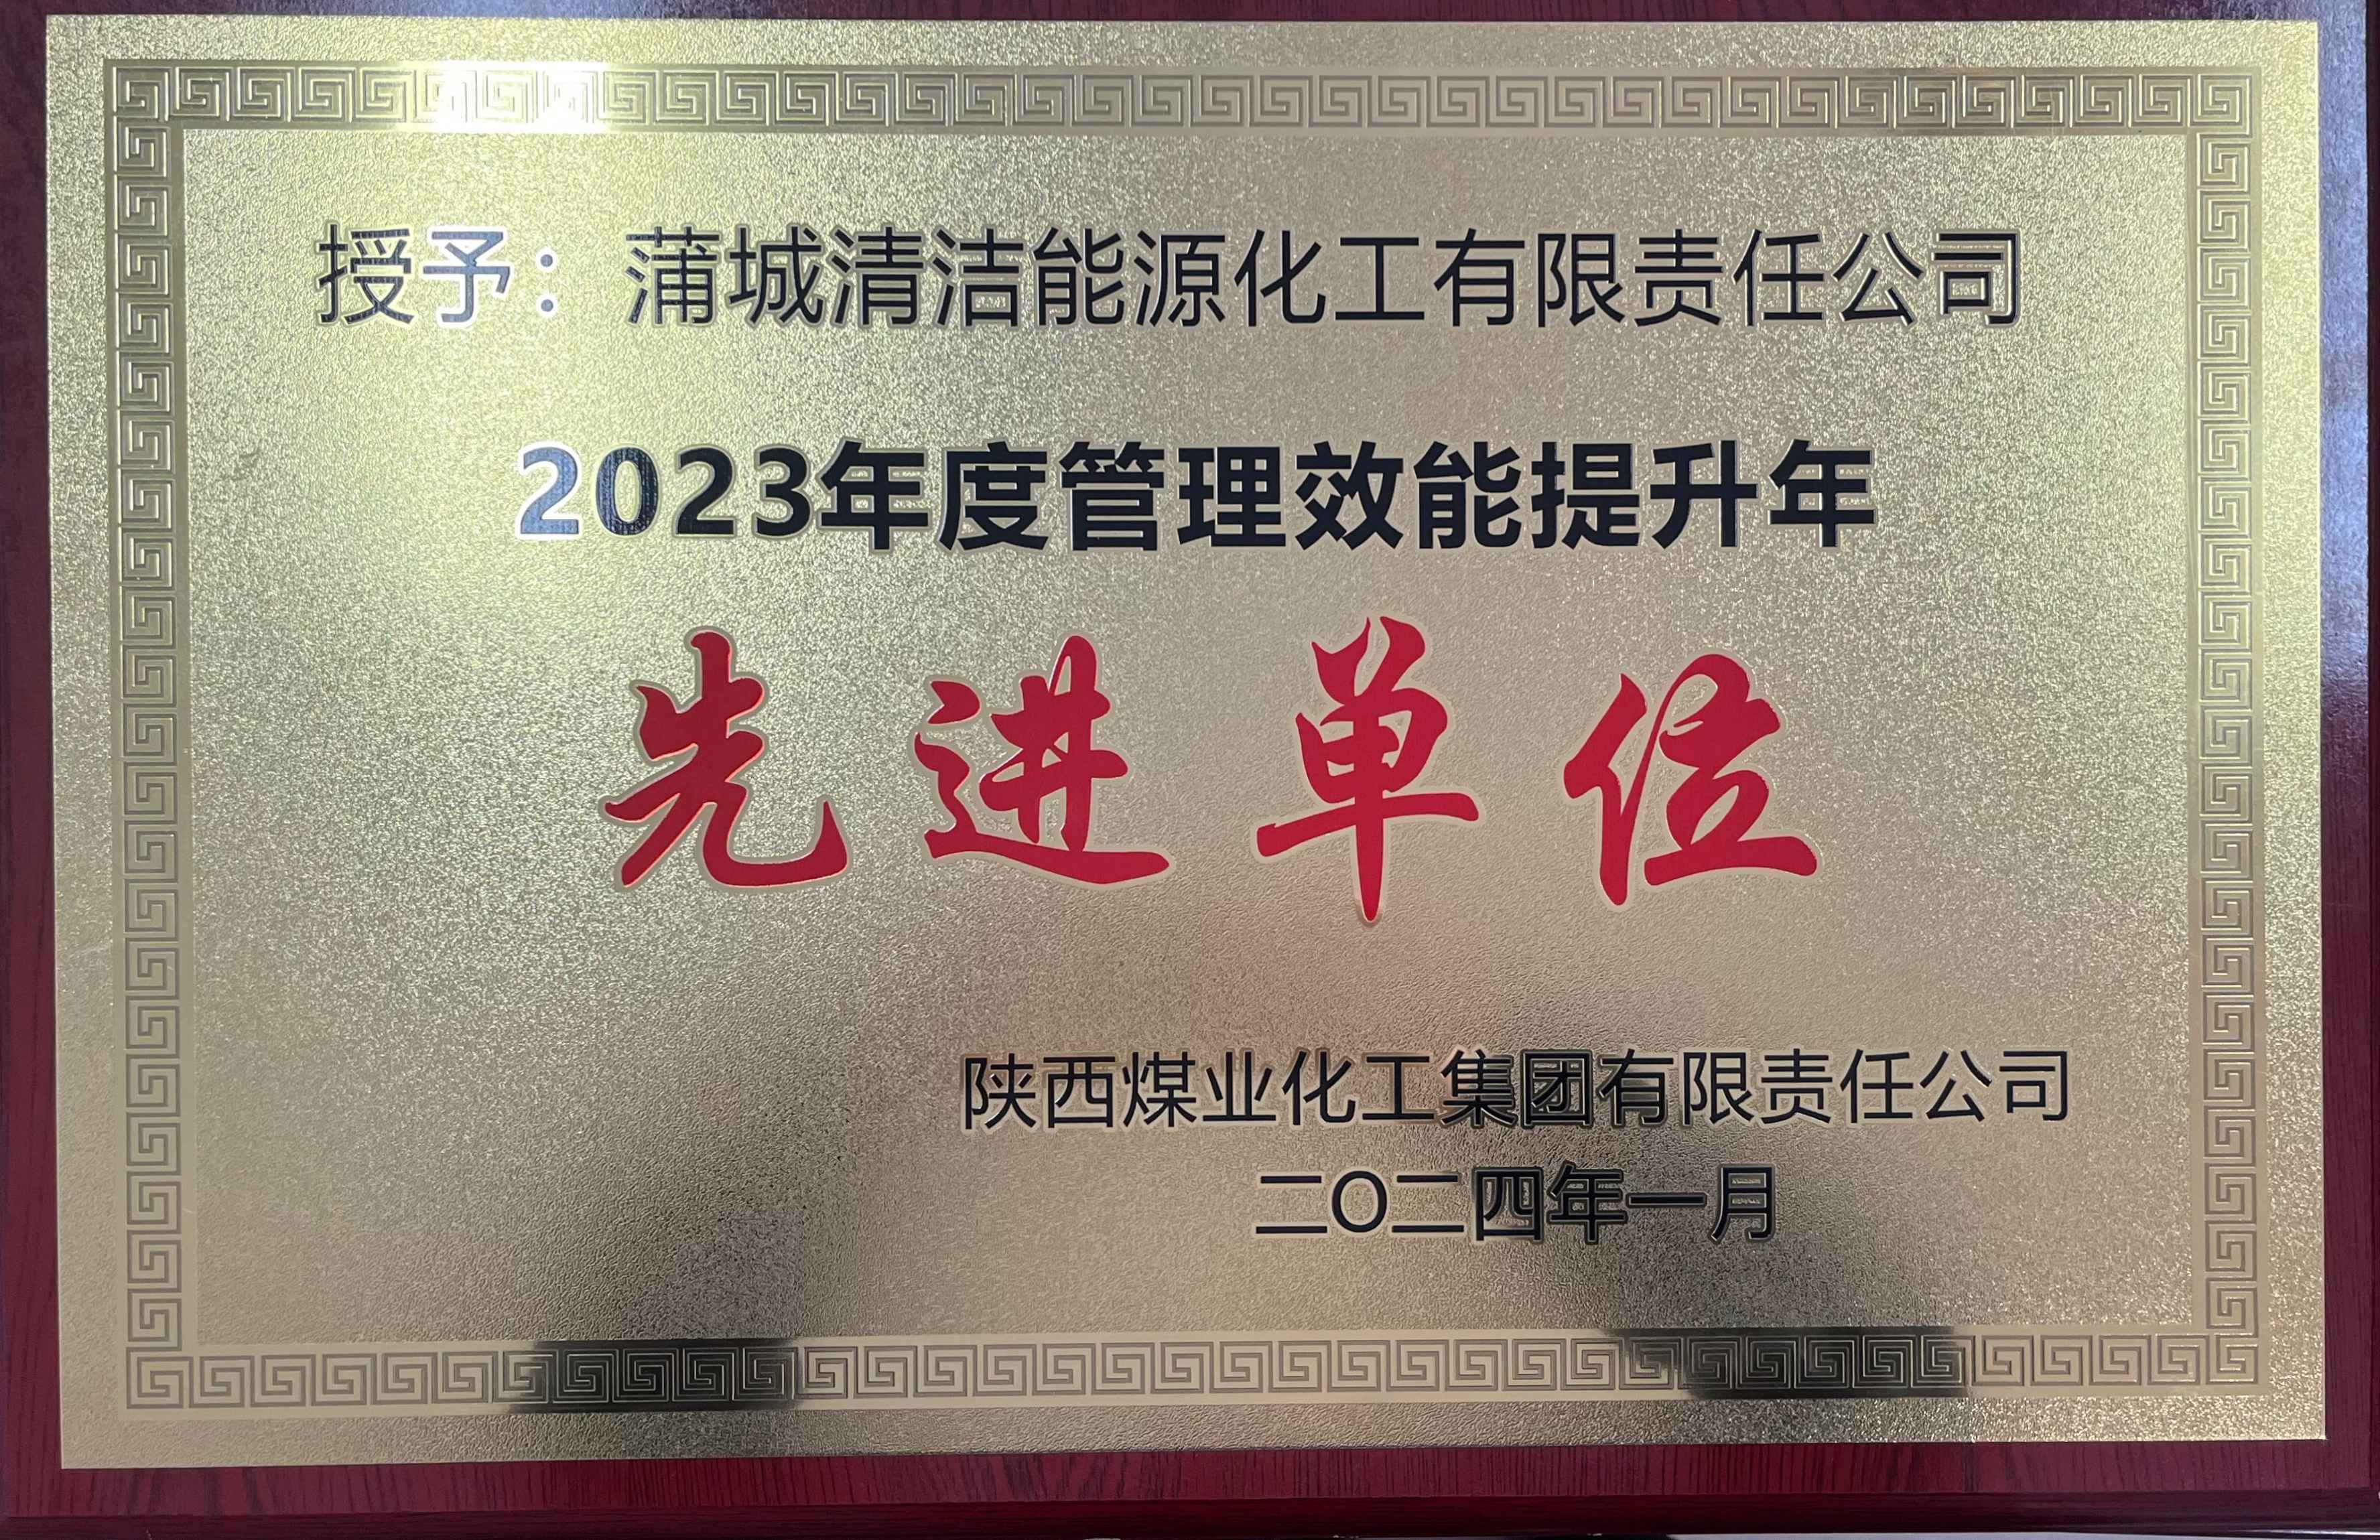 授予：蒲城清洁能源化工有限责任公司
2023年度管理效能提升年
先进单位
陕西煤业化工集团有限责任公司
二〇二四年一月